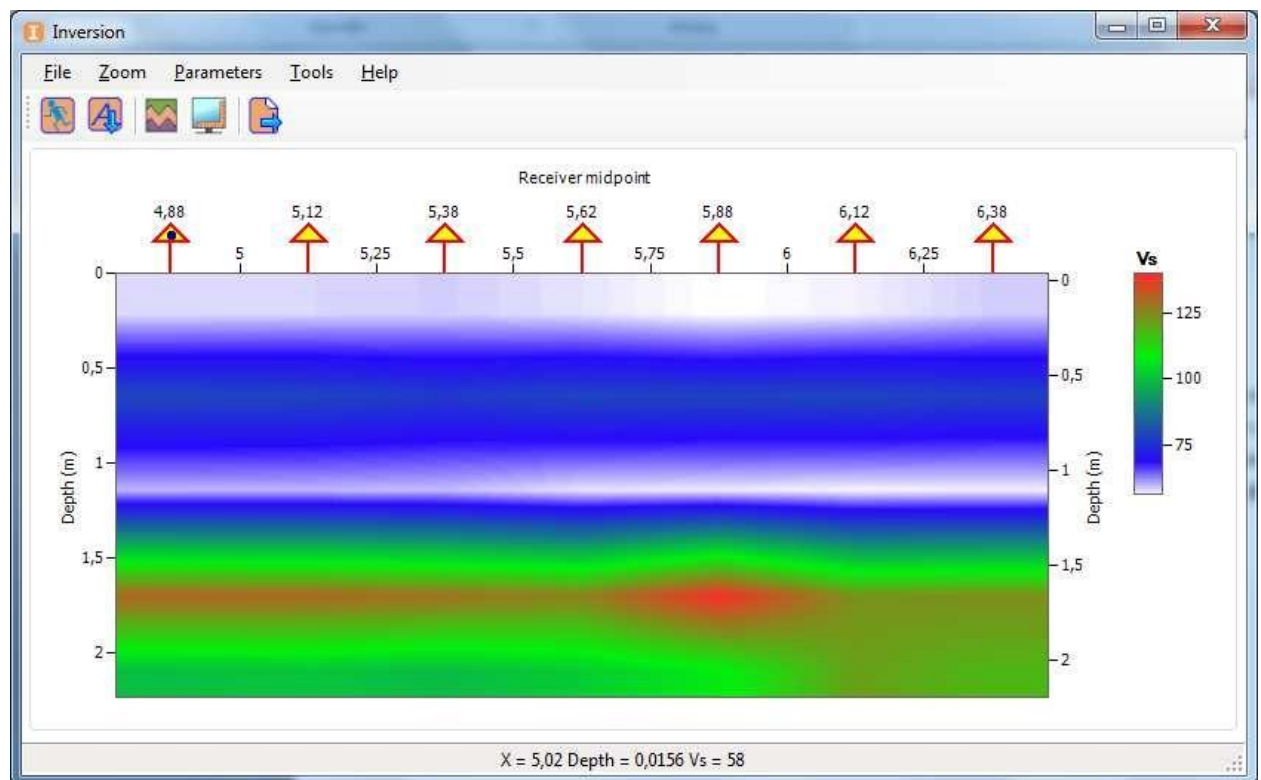 Inversion
File Zoom Parameters Tools Help
Receiver midpoint
4,88 5,12 5,38 5,62 5,88 6,12 6,38
5 5,25 5,5 5,75 6 6,25
Vs
0 0
125
0,5 0,5
100
75
1 1
Depth (m) Depth (m)
1,5 1,5
2 2
X = 5,02 Depth = 0,0156 Vs = 58